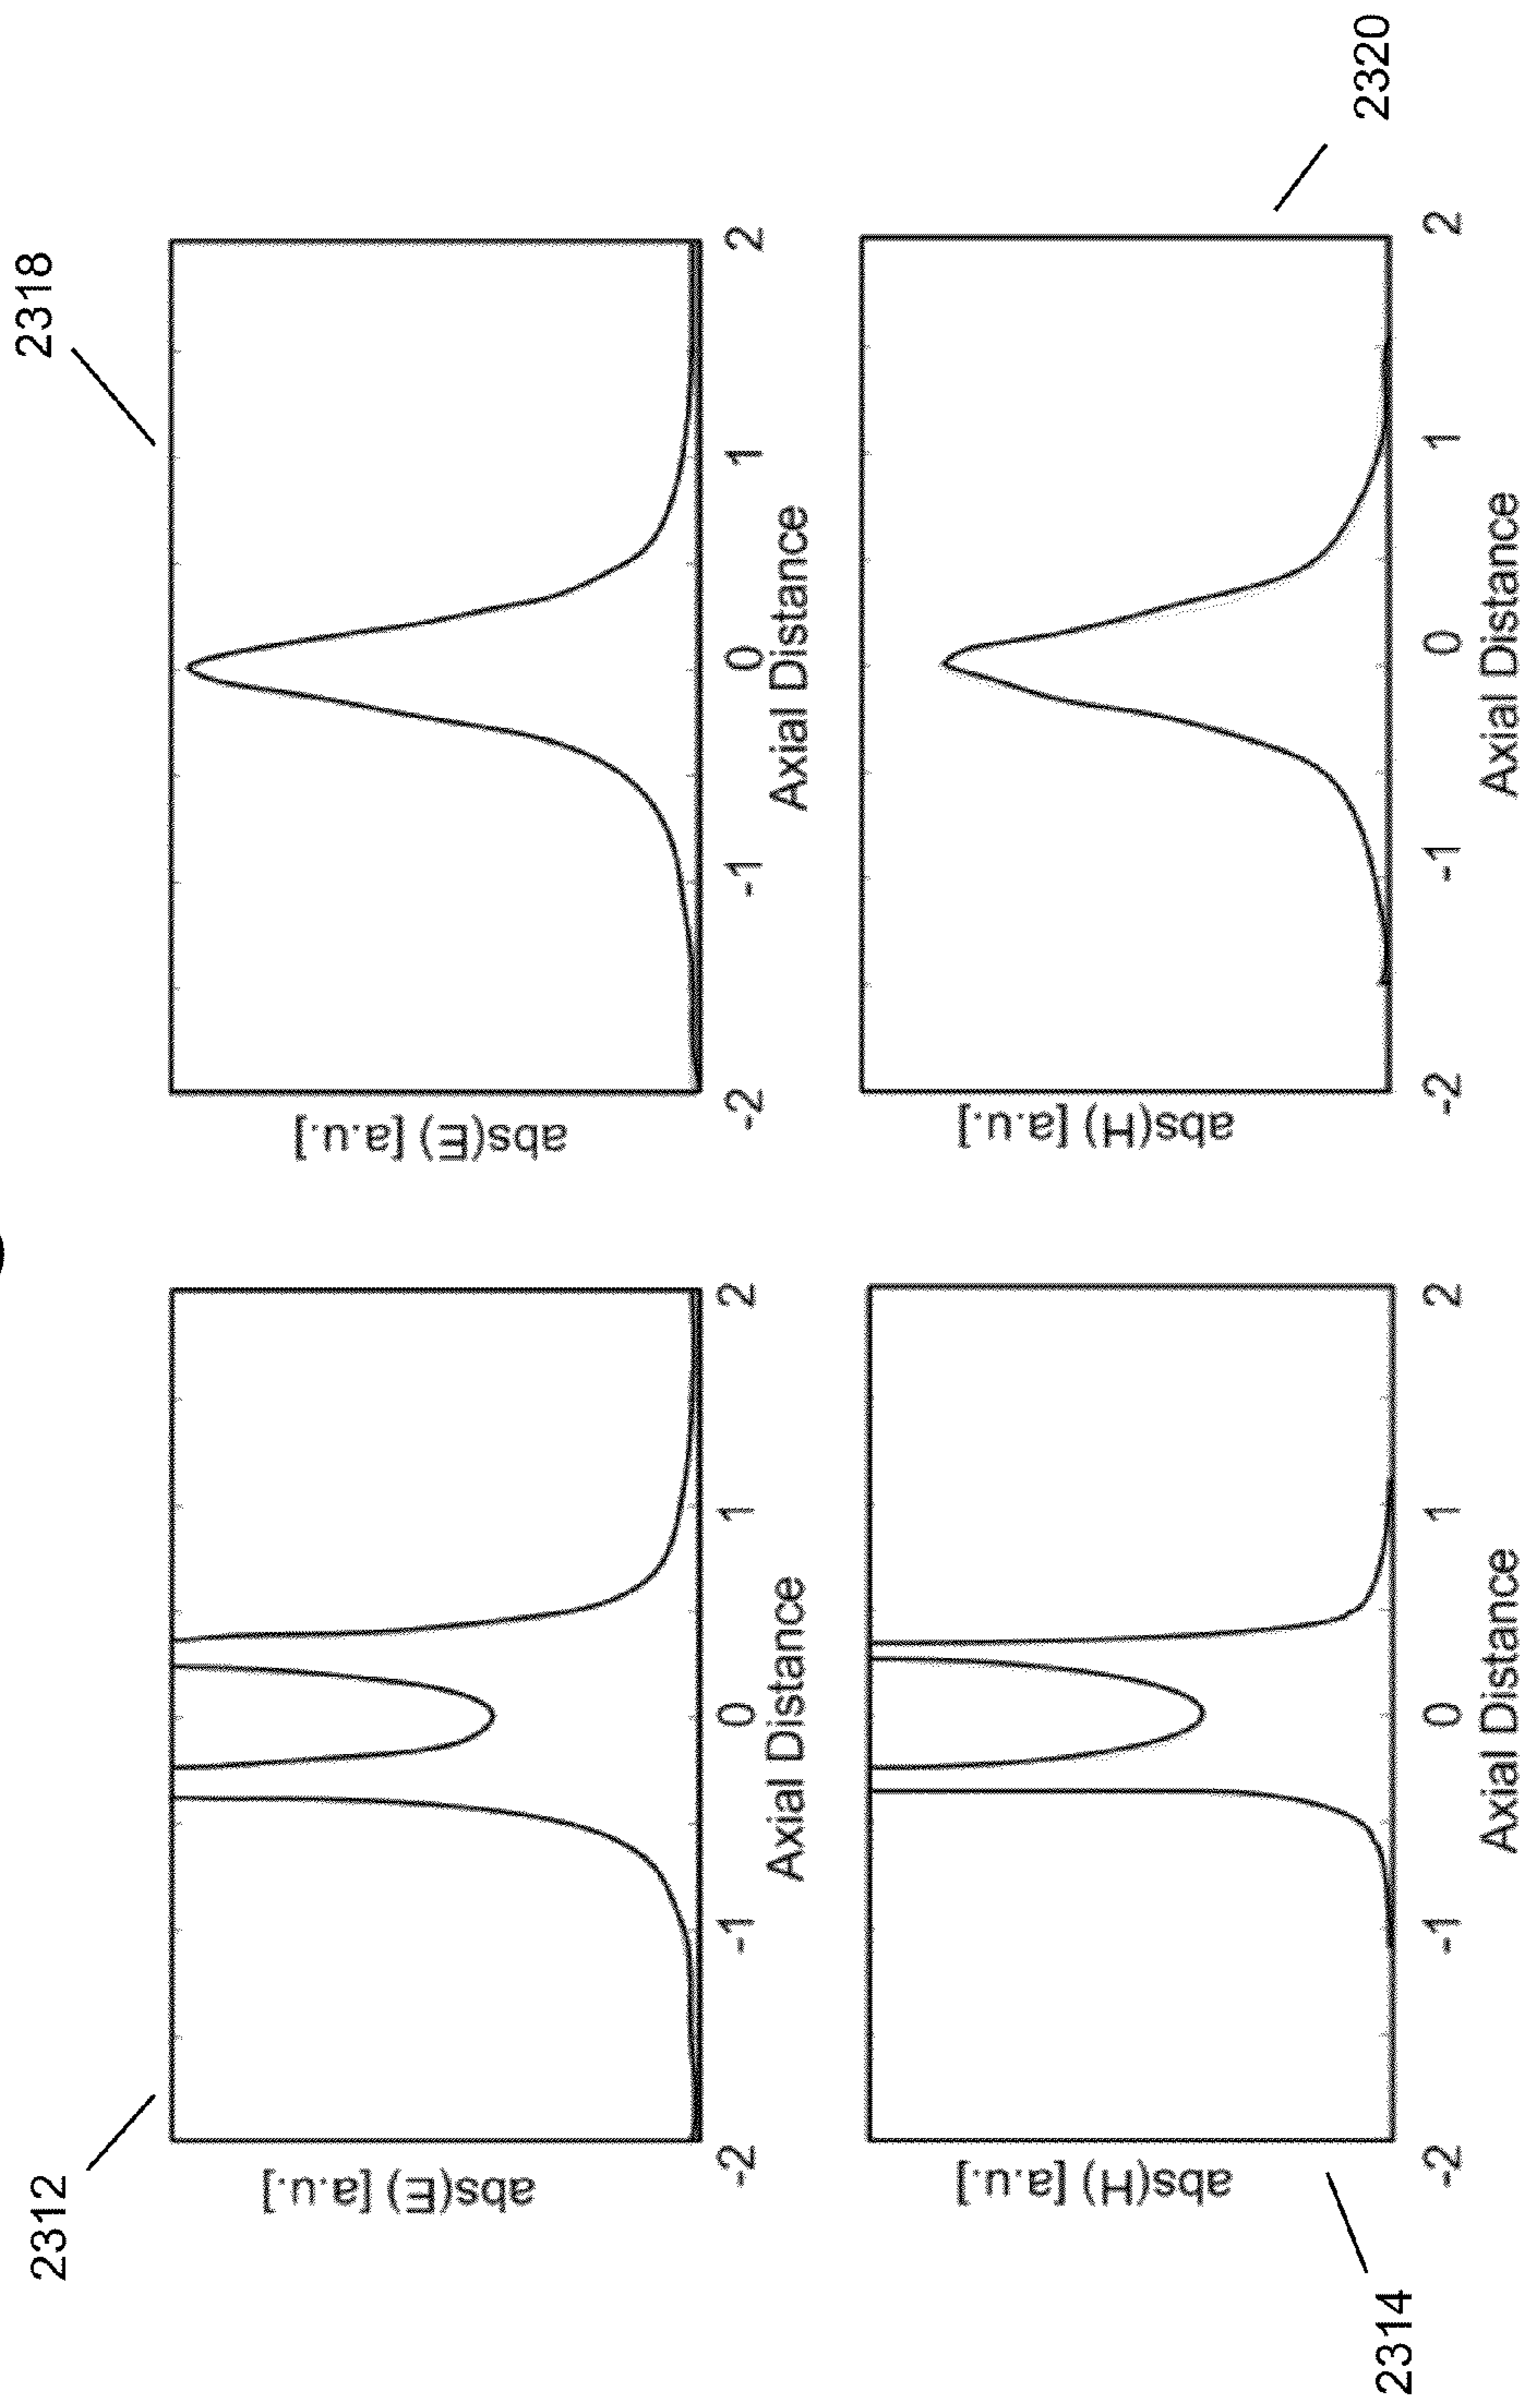 2312
abs(E) [a.u.]
-2 -1 0 1 2
Axial Distance
2318
abs(E) [a.u.]
-2 -1 0 1 2
Axial Distance
2314
abs(H) [a.u.]
-2 -1 0 1 2
Axial Distance
2320
abs(H) [a.u.]
-2 -1 0 1 2
Axial Distance